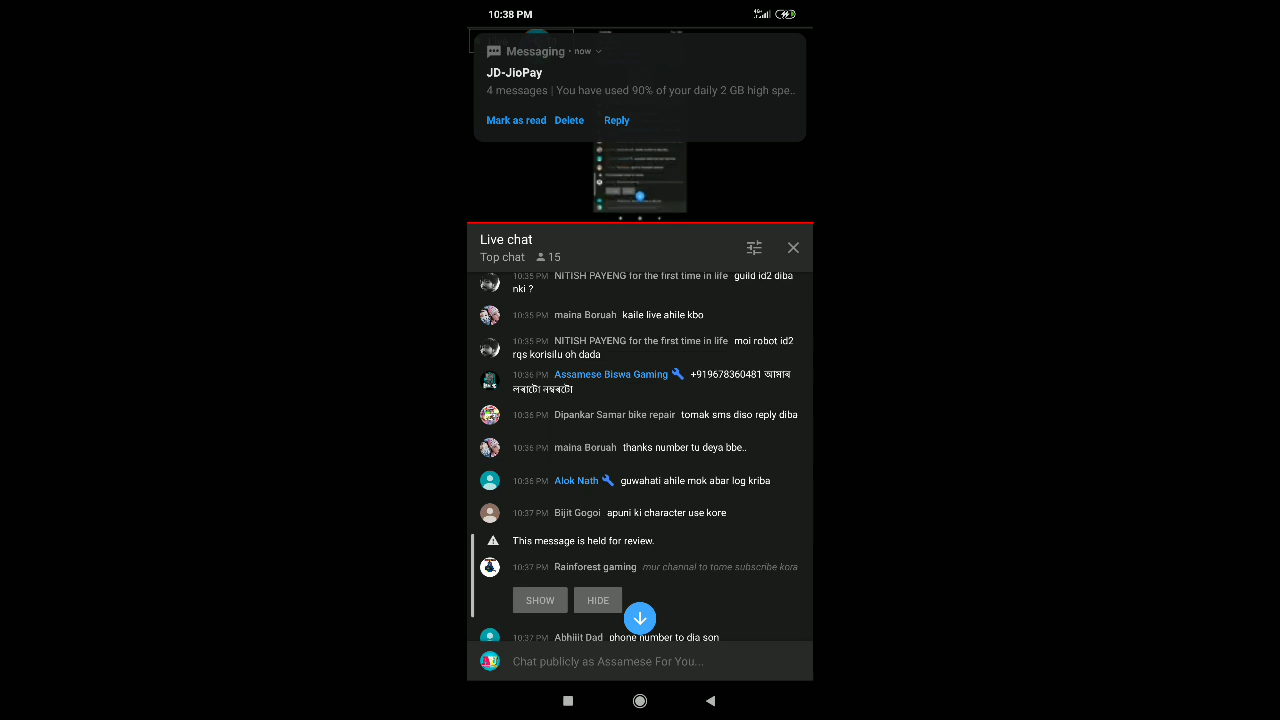 10:38 PM
4G
Messaging • now
JD-JioPay
4 messages | You have used 90% of your daily 2 GB high spe..
Mark as read Delete Reply
Live chat
Top chat 15
10:35 PM NITISH PAYENG for the first time in life guild id2 diba
nki ?
10:35 PM maina Boruah kaile live ahile kbo
10:35 PM NITISH PAYENG for the first time in life moi robot id2
rqs korisilu oh dada
10:36 PM Assamese Biswa Gaming +919678360481 আমাৰ
লৰাটো নম্বৰটো
10:36 PM Dipankar Samar bike repair tomak sms diso reply diba
10:36 PM maina Boruah thanks number tu deya bbe..
10:36 PM Alok Nath guwahati ahile mok abar log kriba
10:37 PM Bijit Gogoi apuni ki character use kore
This message is held for review.
10:37 PM Rainforest gaming mur channal to tome subscribe kora
SHOW HIDE
10:37 PM Abhijit Dad phone number to dia son
Chat publicly as Assamese For You...